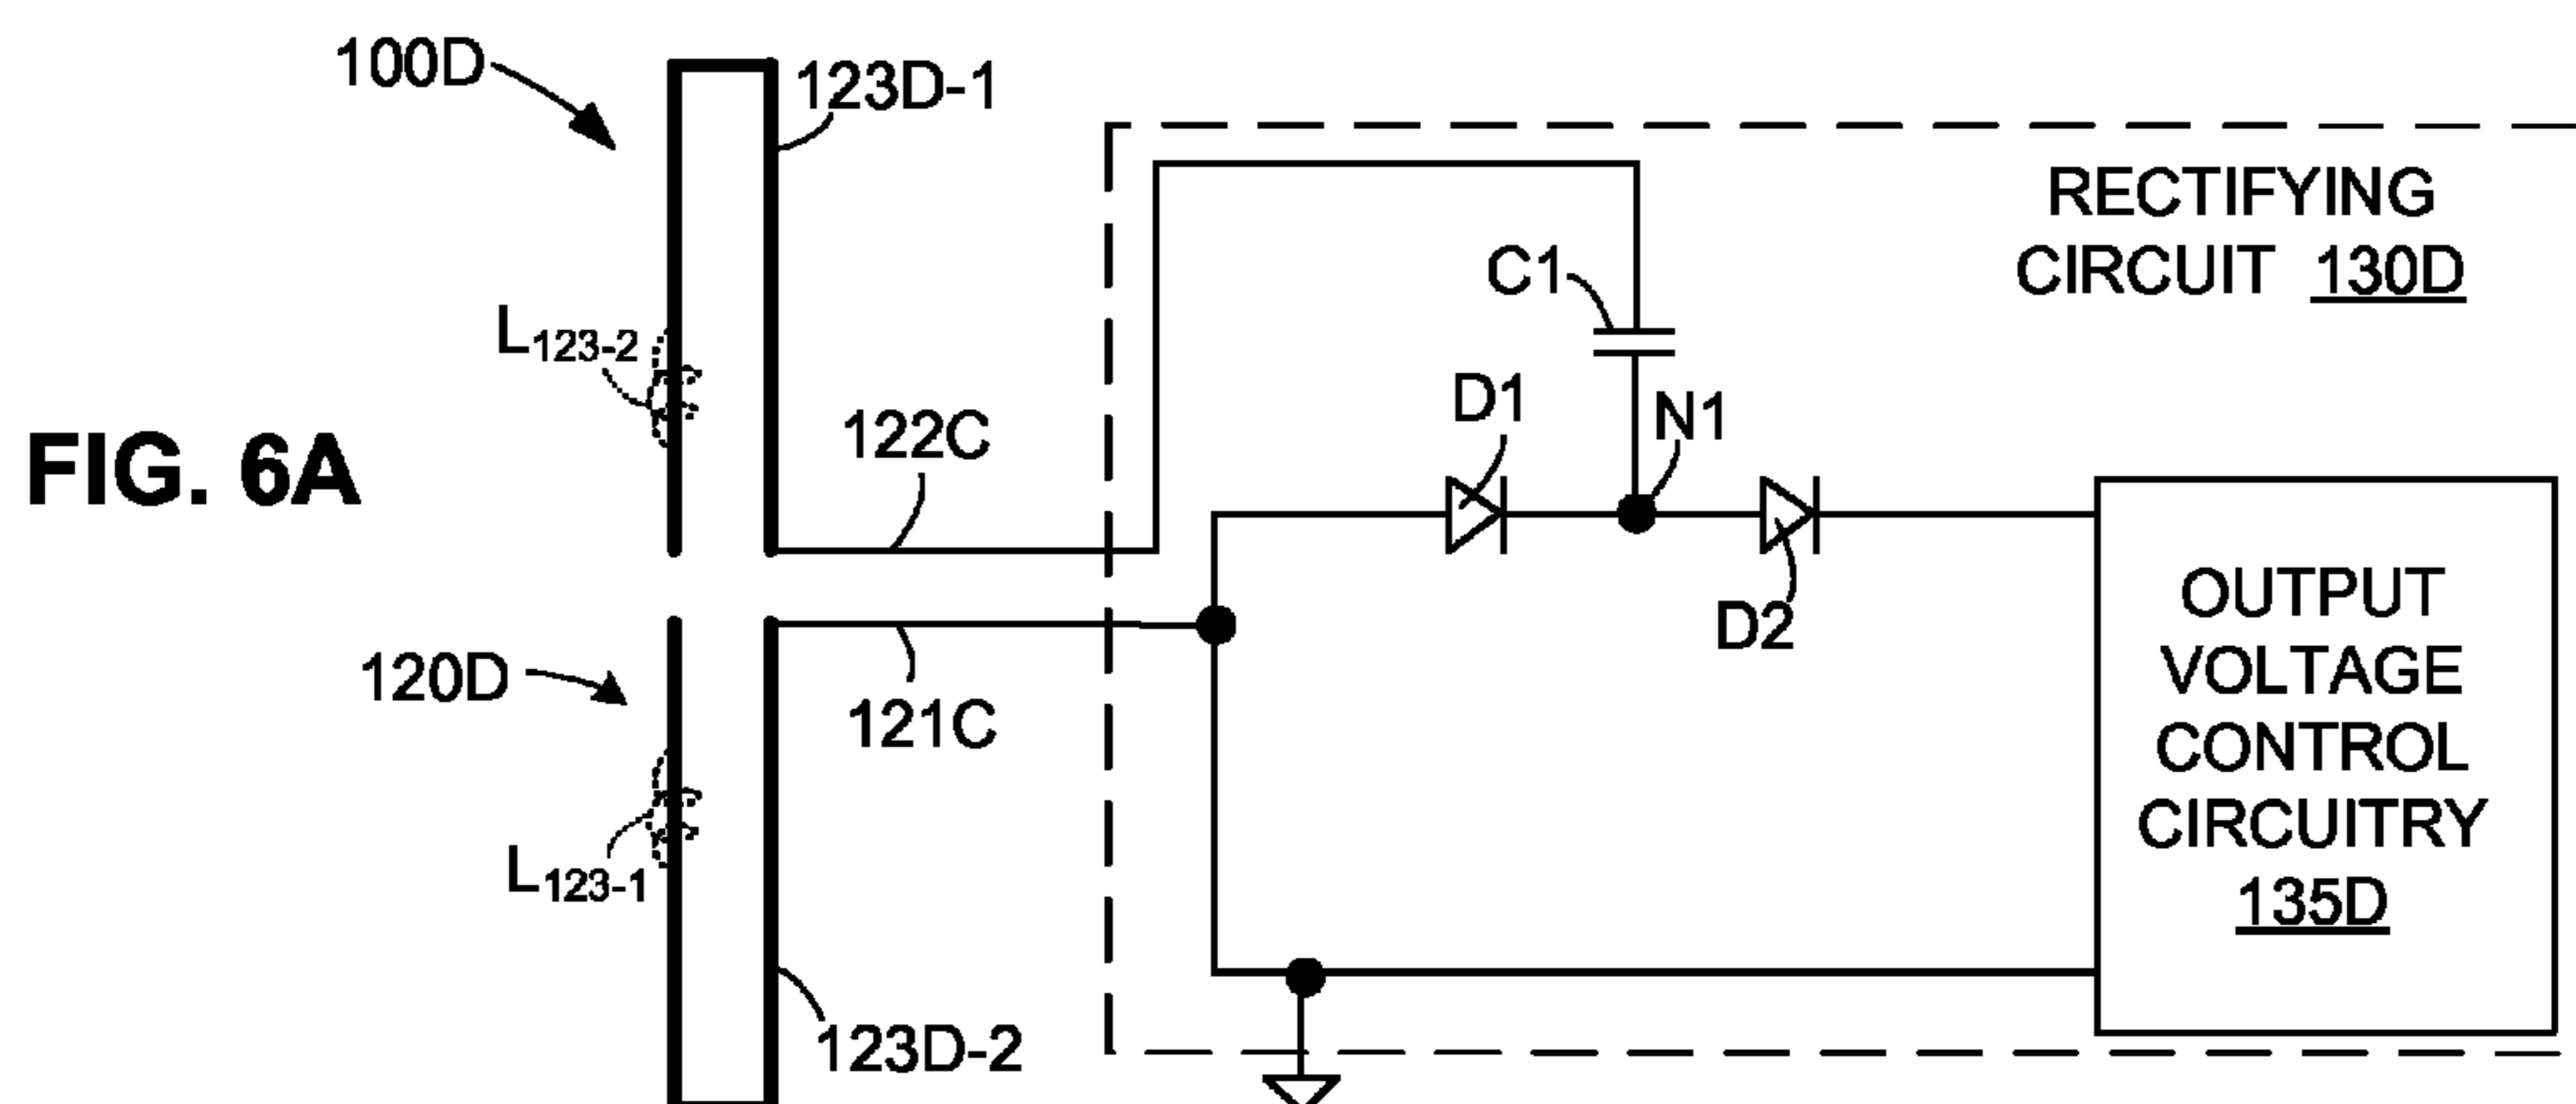 100D
123D-1
RECTIFYING
CIRCUIT 130D
C1
L123-2
D1
N1
122C
FIG. 6A
D2
OUTPUT
VOLTAGE
CONTROL
CIRCUITRY
135D
120D
121C
L123-1
123D-2